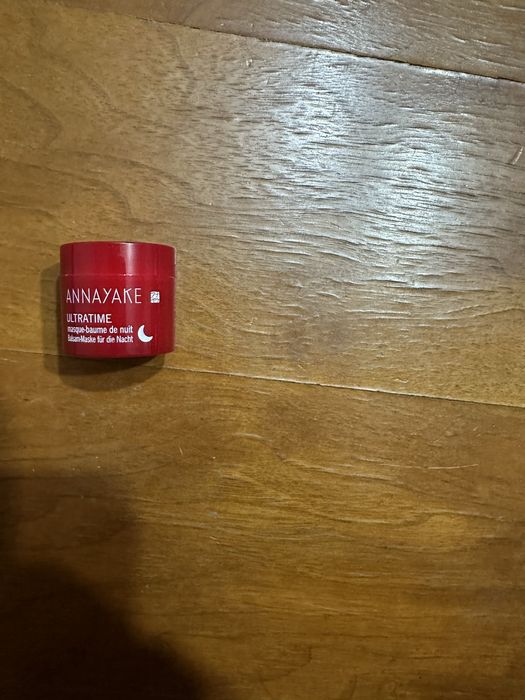 ANNAYAKE
ULTRATIME
masque-baume de nuit
Balsam-Maske für die Nacht